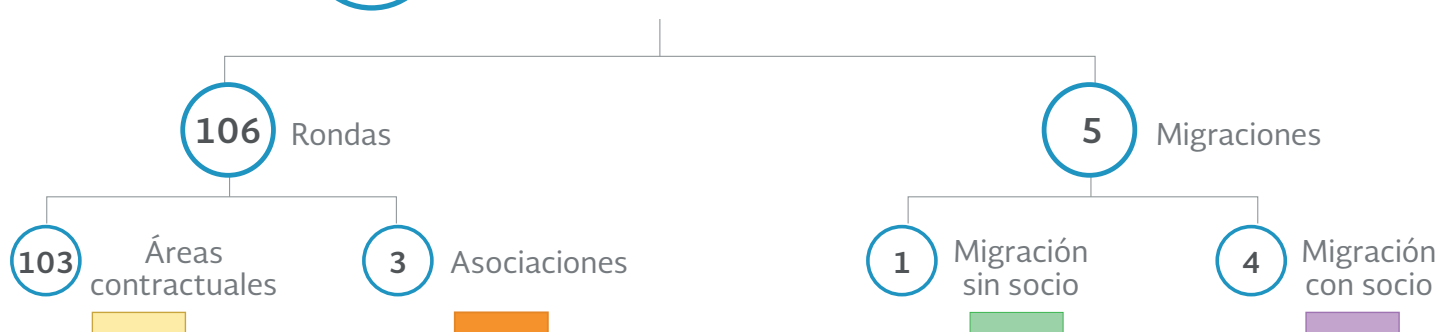 106 Rondas
5 Migraciones
103 Áreas
contractuales
3 Asociaciones
1 Migración
sin socio
4 Migración
con socio